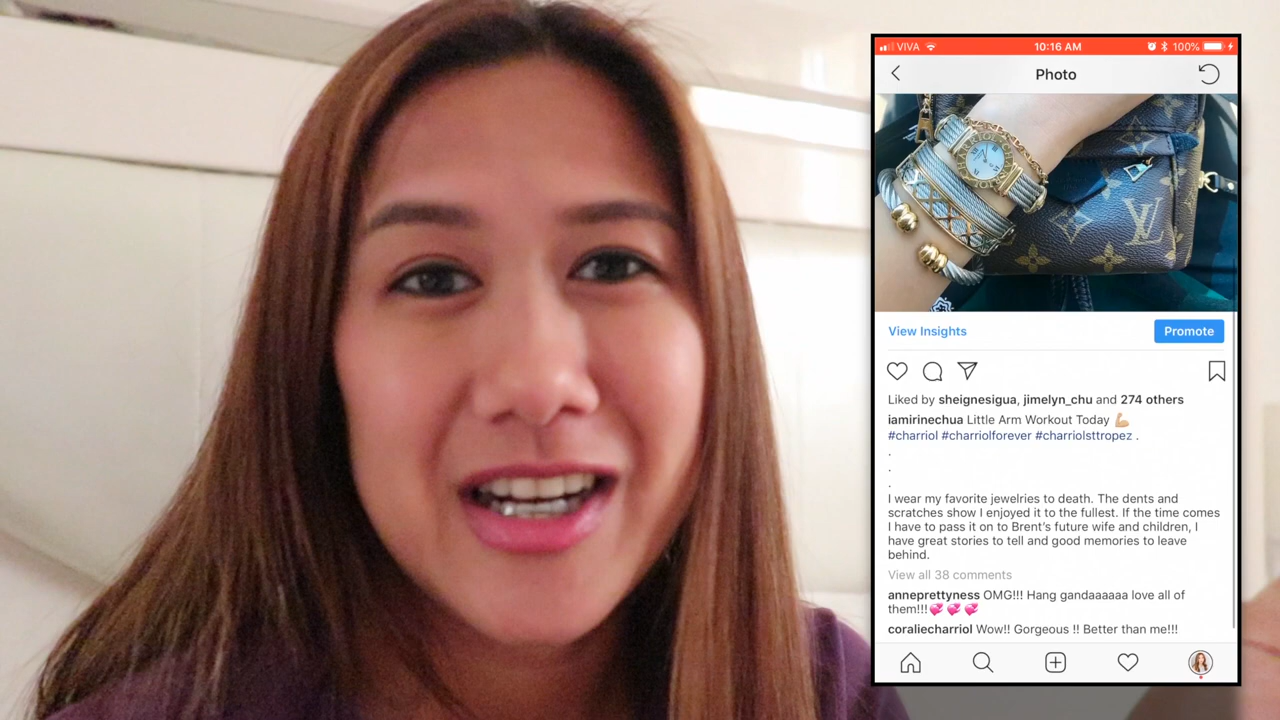 VIVA
10:16 AM
100%
Photo
LV
View Insights
Promote
Liked by sheignesigua, jimelyn_chu and 274 others
iamirinechua Little Arm Workout Today 💪🏼
#charriol #charriolforever #charriolsttropez .
.
.
.
I wear my favorite jewelries to death. The dents and
scratches show I enjoyed it to the fullest. If the time comes
I have to pass it on to Brent's future wife and children, I
have great stories to tell and good memories to leave
behind.
View all 38 comments
anneprettyness OMG!!! Hang gandaaaaaa love all of
them!!!💞💞💞
coraliecharriol Wow!! Gorgeous !! Better than me!!!